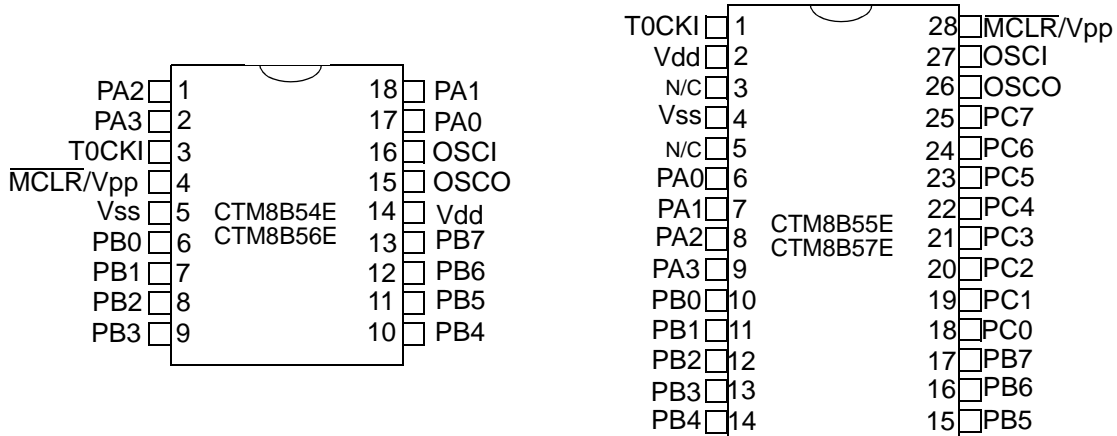 PA2 1 18 PA1
PA3 2 17 PA0
T0CKI 3 16 OSCI
MCLR/Vpp 4 15 OSCO
Vss 5 14 Vdd
PB0 6 13 PB7
PB1 7 12 PB6
PB2 8 11 PB5
PB3 9 10 PB4
CTM8B54E
CTM8B56E
T0CKI 1 28 MCLR/Vpp
Vdd 2 27 OSCI
N/C 3 26 OSCO
Vss 4 25 PC7
N/C 5 24 PC6
PA0 6 23 PC5
PA1 7 22 PC4
PA2 8 21 PC3
PA3 9 20 PC2
PB0 10 19 PC1
PB1 11 18 PC0
PB2 12 17 PB7
PB3 13 16 PB6
PB4 14 15 PB5
CTM8B55E
CTM8B57E